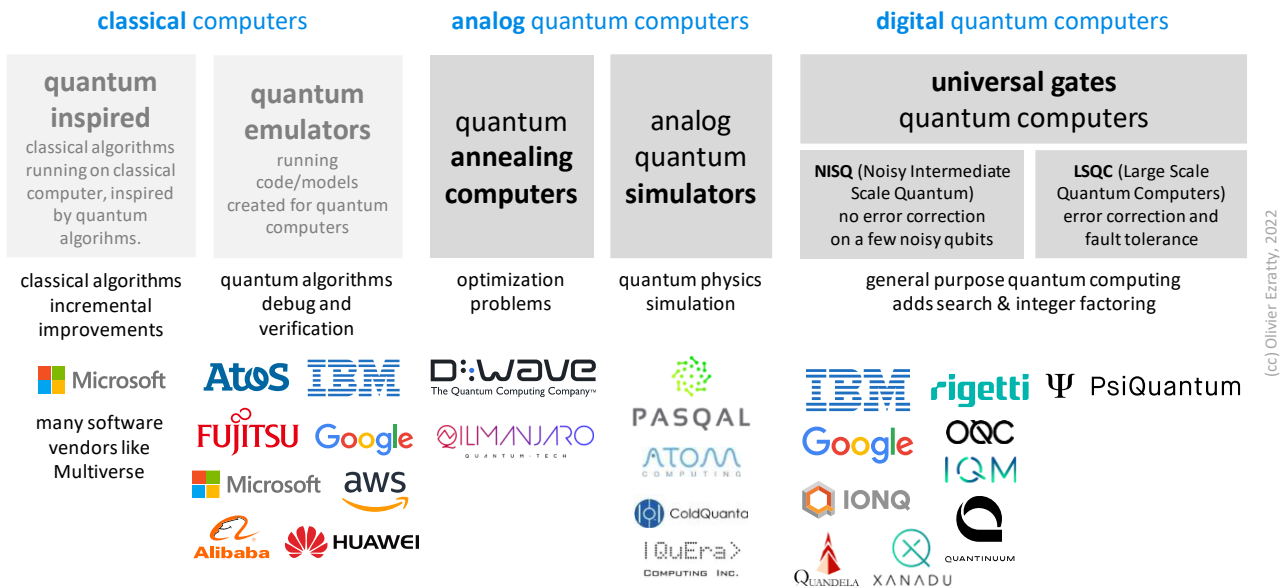 classical computers
analog quantum computers
digital quantum computers
quantum
inspired
classical algorithms
running on classical
computer, inspired
by quantum
algorihms.
quantum
emulators
running
code/models
created for quantum
computers
quantum
annealing
computers
analog
quantum
simulators
universal gates
quantum computers
NISQ (Noisy Intermediate
Scale Quantum)
no error correction
on a few noisy qubits
LSQC (Large Scale
Quantum Computers)
error correction and
fault tolerance
classical algorithms
incremental
improvements
quantum algorithms
debug and
verification
optimization
problems
quantum physics
simulation
general purpose quantum computing
adds search & integer factoring
Microsoft
many software
vendors like
Multiverse
Atos
IBM
FUJITSU
Google
Microsoft
aws
Alibaba
HUAWEI
D:wave
The Quantum Computing Company™
QILIMANJARO
QUANTUM-TECH
PASQAL
ATOM
COMPUTING
ColdQuanta
|QuEra>
COMPUTING INC.
IBM
rigetti
Ψ PsiQuantum
Google
OQC
IQM
IONQ
QUANTINUUM
QUANDELA
XANADU
(cc) Olivier Ezratty, 2022